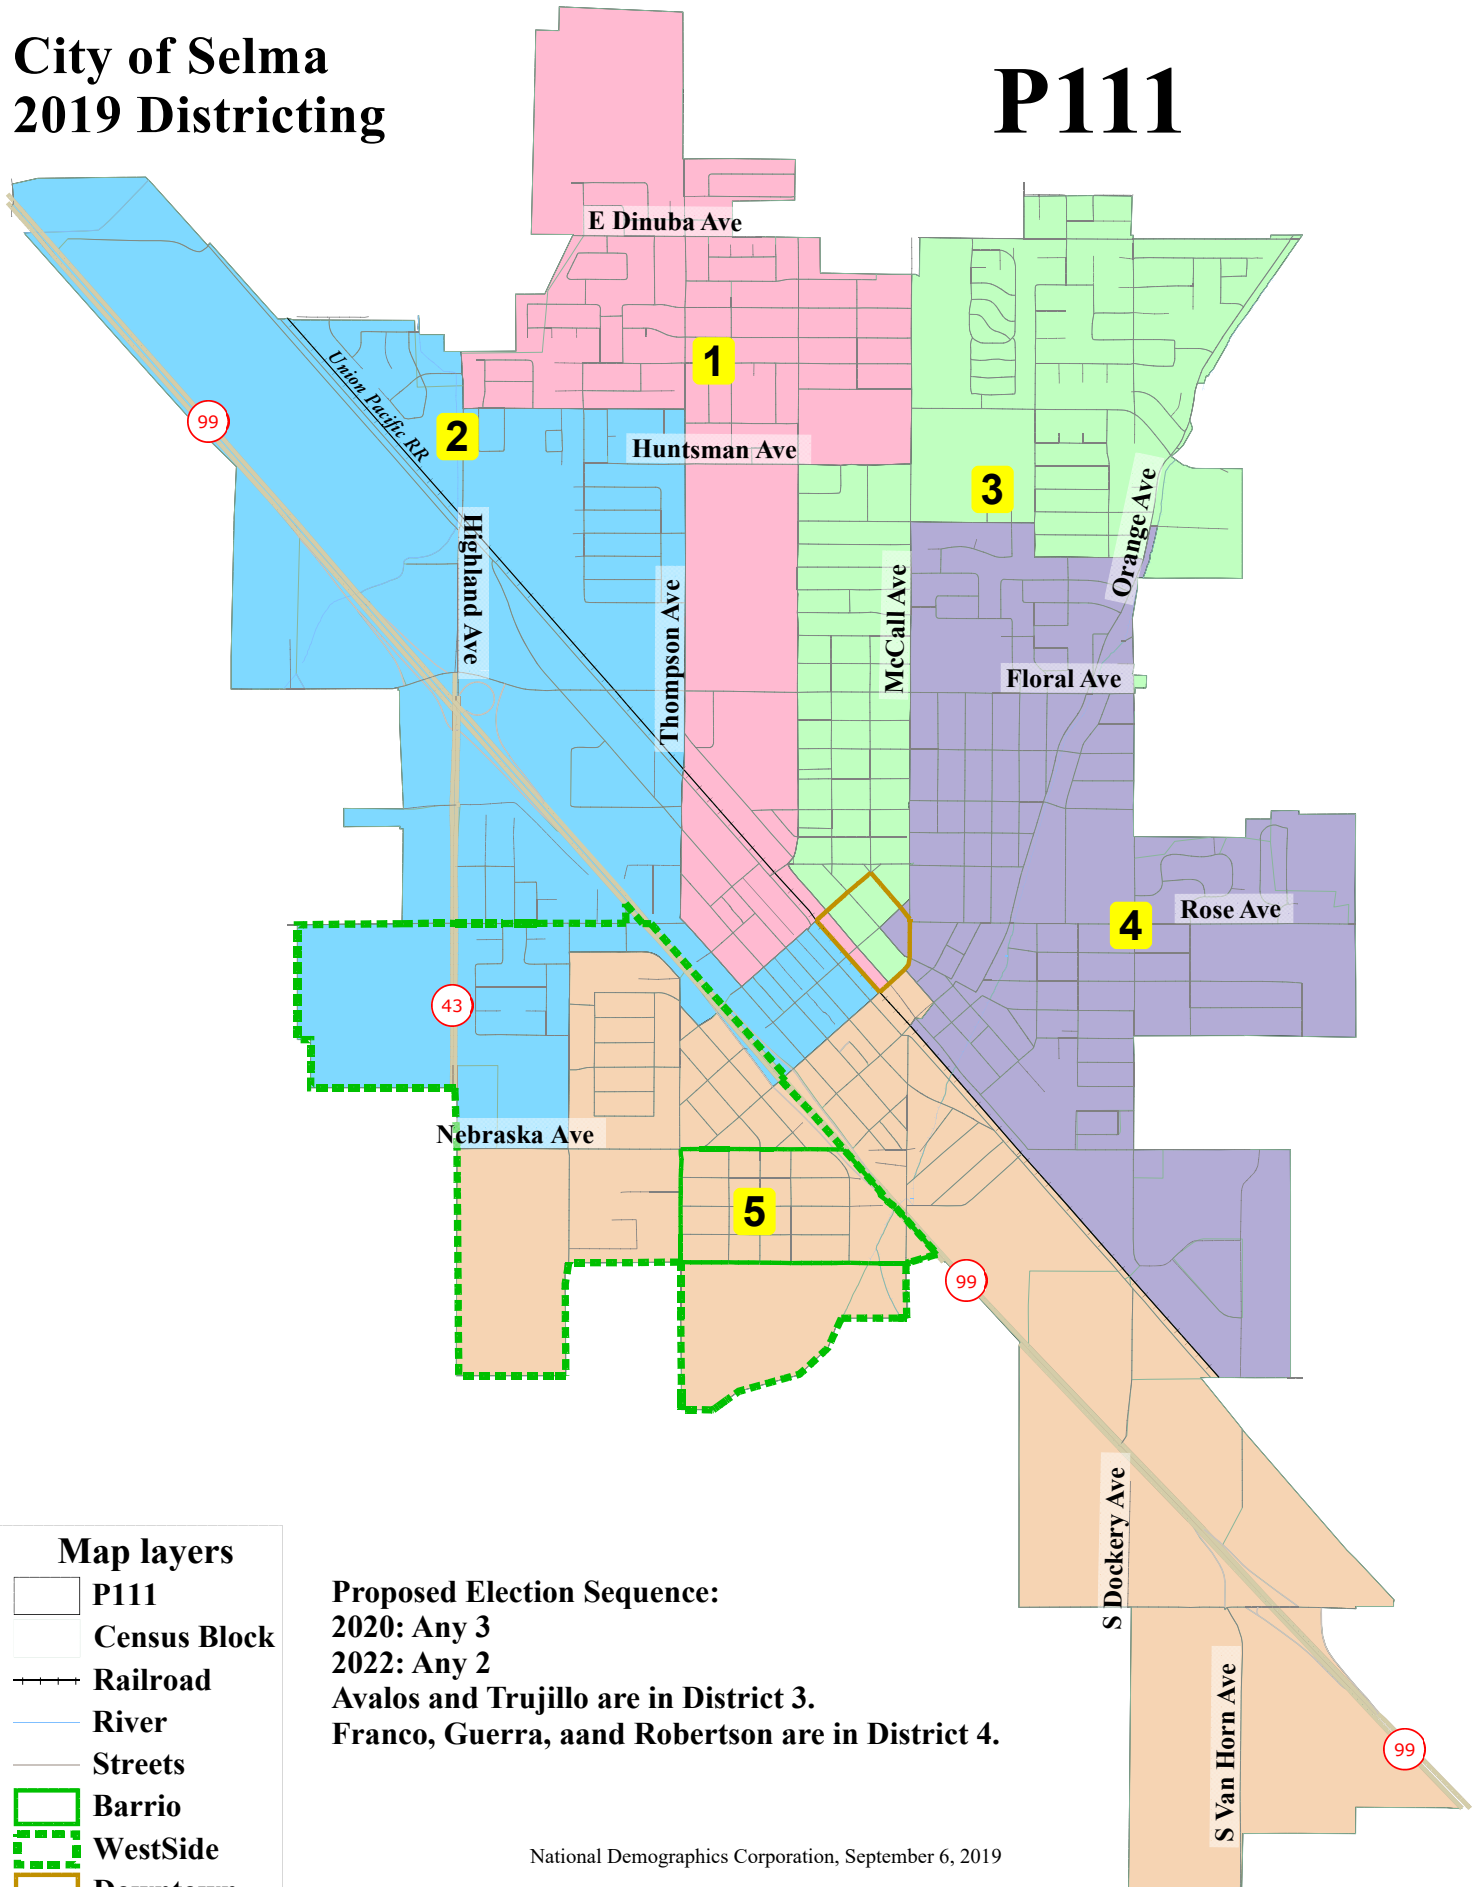 City of Selma
2019 Districting
P111
E Dinuba Ave
1
Union Pacific RR
99
2
Huntsman Ave
3
Orange Ave
Highland Ave
Thompson Ave
McCall Ave
Floral Ave
Rose Ave
4
43
Nebraska Ave
5
99
S Dockery Ave
S Van Horn Ave
99
Map layers
P111
Census Block
Railroad
River
Streets
Barrio
WestSide
Downtown
Proposed Election Sequence:
2020: Any 3
2022: Any 2
Avalos and Trujillo are in District 3.
Franco, Guerra, aand Robertson are in District 4.
National Demographics Corporation, September 6, 2019